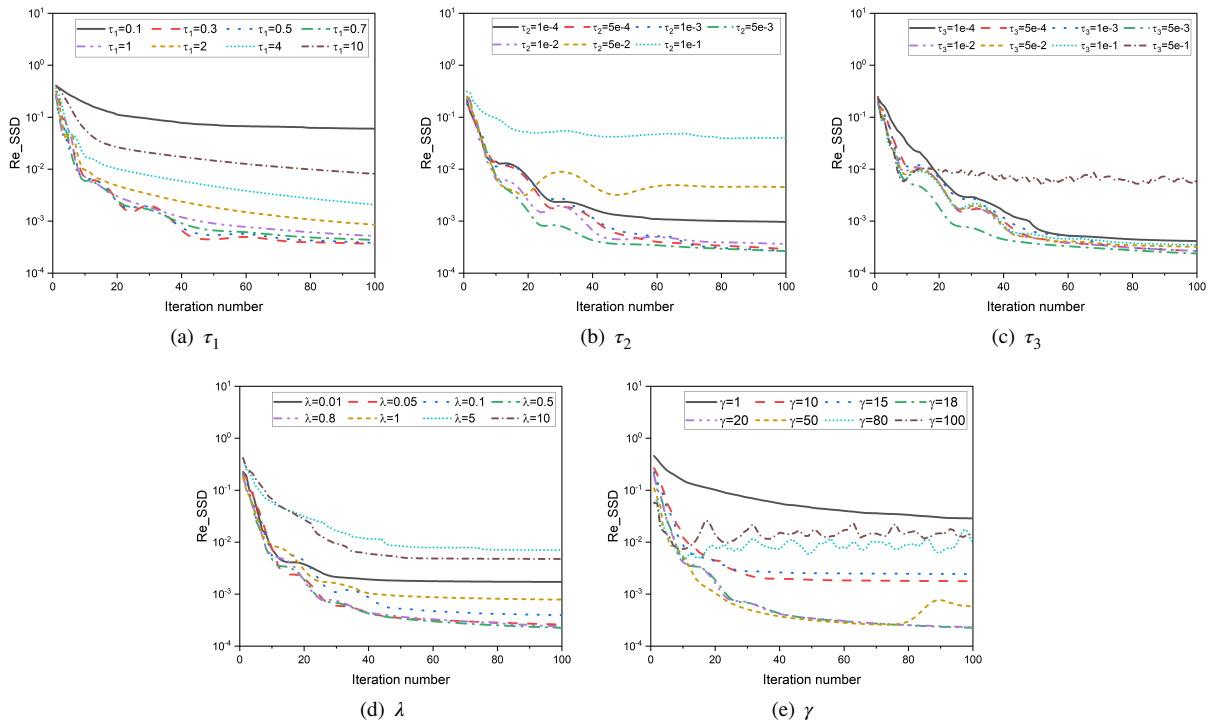 τ1=0.1 τ1=0.3 τ1=0.5 τ1=0.7
τ1=1 τ1=2 τ1=4 τ1=10
10^1
10^0
10^-1
10^-2
10^-3
10^-4
Re_SSD
0 20 40 60 80 100
Iteration number
(a) τ1
τ2=1e-4 τ2=5e-4 τ2=1e-3 τ2=5e-3
τ2=1e-2 τ2=5e-2 τ2=1e-1
10^1
10^0
10^-1
10^-2
10^-3
10^-4
Re_SSD
0 20 40 60 80 100
Iteration number
(b) τ2
τ3=1e-4 τ3=5e-4 τ3=1e-3 τ3=5e-3
τ3=1e-2 τ3=5e-2 τ3=1e-1 τ3=5e-1
10^1
10^0
10^-1
10^-2
10^-3
10^-4
Re_SSD
0 20 40 60 80 100
Iteration number
(c) τ3
λ=0.01 λ=0.05 λ=0.1 λ=0.5
λ=0.8 λ=1 λ=5 λ=10
10^1
10^0
10^-1
10^-2
10^-3
10^-4
Re_SSD
0 20 40 60 80 100
Iteration number
(d) λ
γ=1 γ=10 γ=15 γ=18
γ=20 γ=50 γ=80 γ=100
10^1
10^0
10^-1
10^-2
10^-3
10^-4
Re_SSD
0 20 40 60 80 100
Iteration number
(e) γ